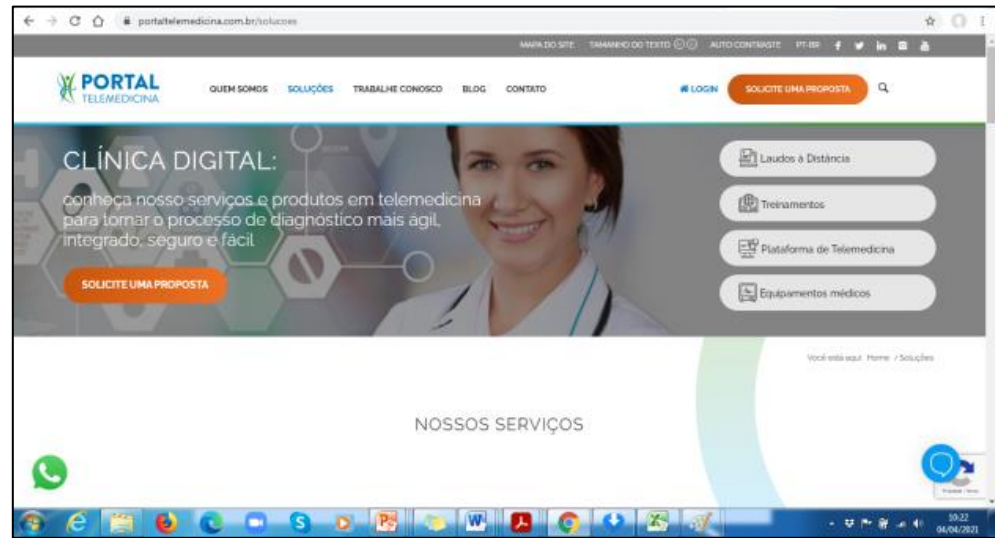 portaltelemedicina.com.br/solucoes
MAPA DO SITE TAMANHO DO TEXTO AUTO CONTRASTE PT-BR
PORTAL
TELEMEDICINA
QUEM SOMOS SOLUÇÕES TRABALHE CONOSCO BLOG CONTATO LOGIN SOLICITE UMA PROPOSTA
CLÍNICA DIGITAL:
conheça nosso serviços e produtos em telemedicina
para tornar o processo de diagnóstico mais ágil,
integrado, seguro e fácil
SOLICITE UMA PROPOSTA
Laudos à Distância
Treinamentos
Plataforma de Telemedicina
Equipamentos médicos
Você está aqui: Home / Soluções
NOSSOS SERVIÇOS
10:22
04/04/2021